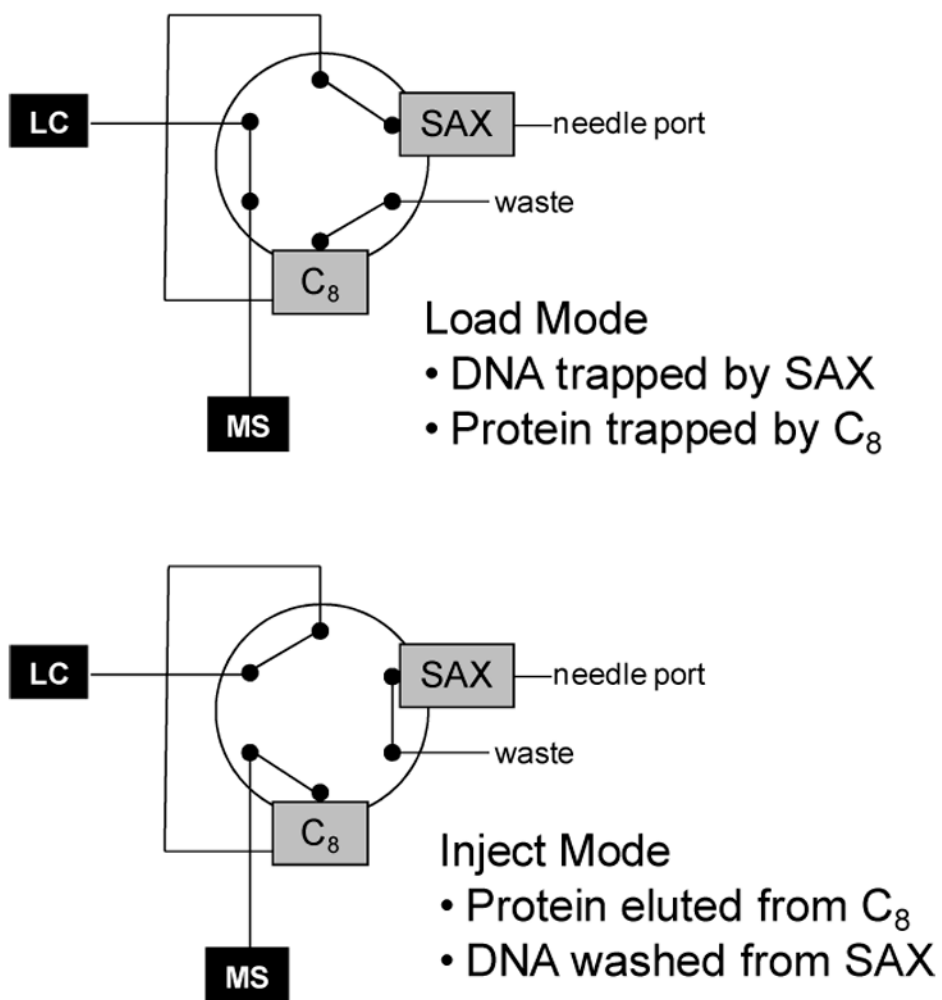 LC
SAX
needle port
waste
C₈
Load Mode
• DNA trapped by SAX
• Protein trapped by C₈
MS
LC
SAX
needle port
waste
C₈
Inject Mode
• Protein eluted from C₈
• DNA washed from SAX
MS